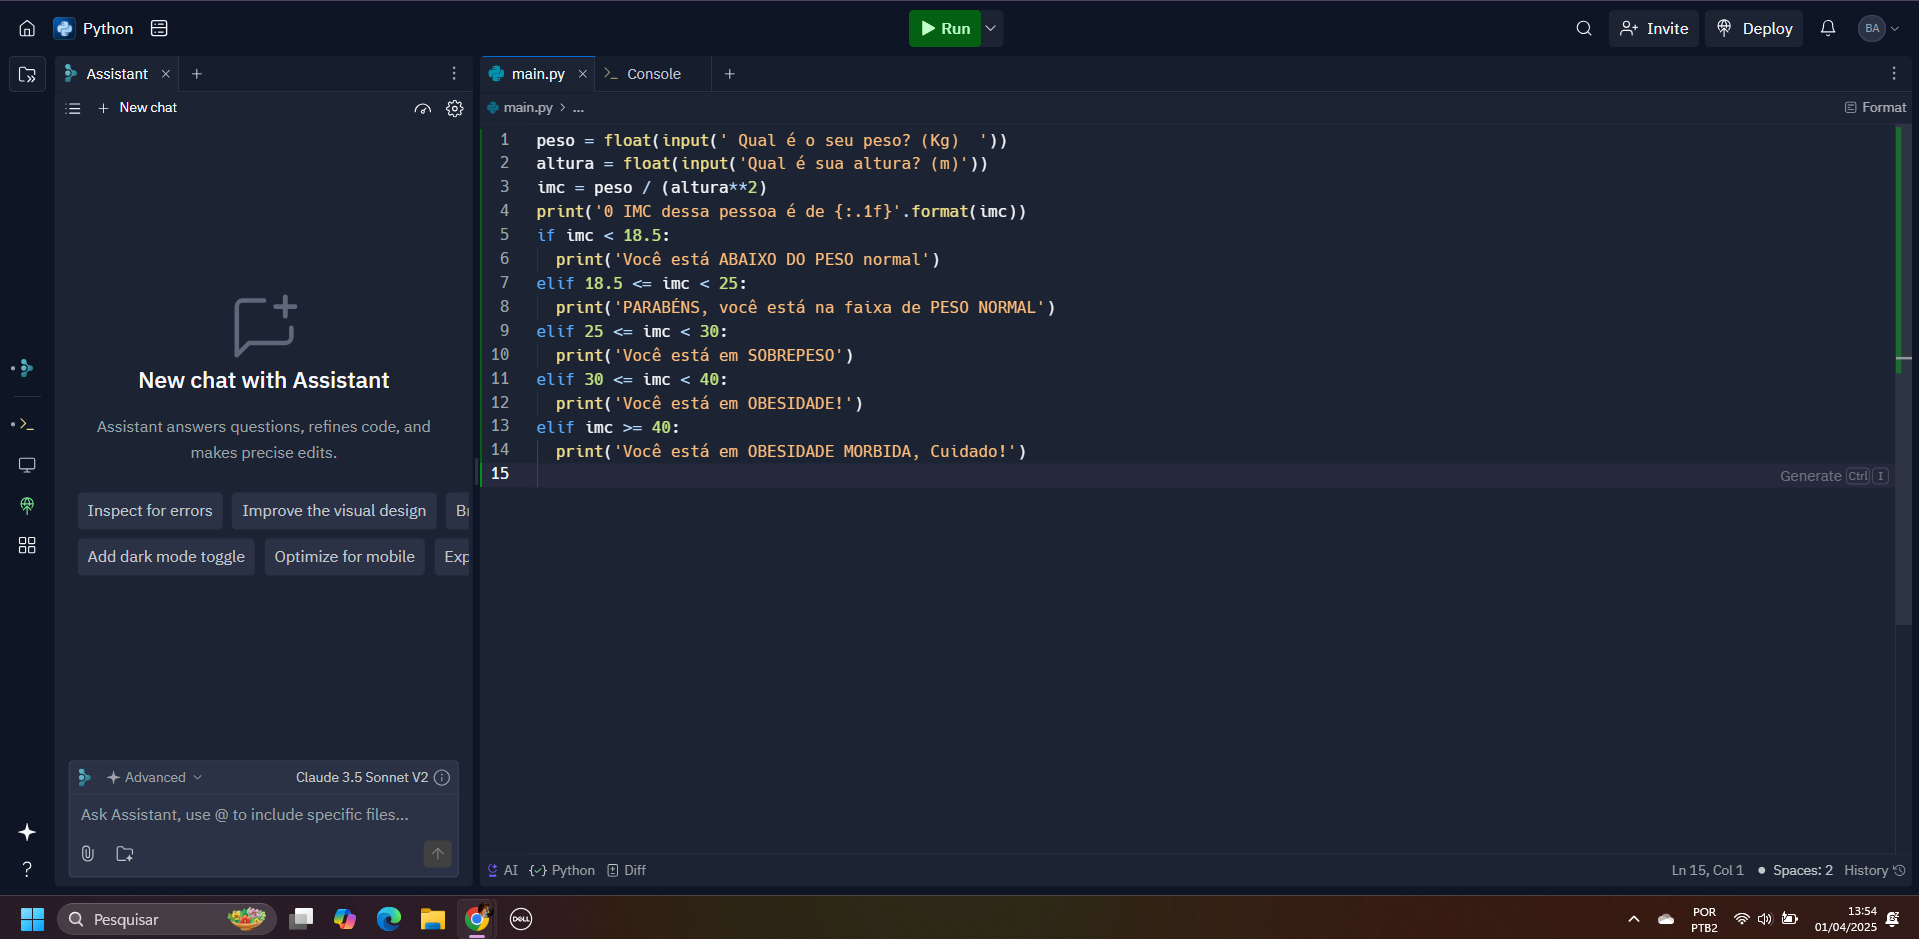 Python
Run
Invite
Deploy
BA
Assistant
main.py
Console
New chat
main.py > ...
Format
1 peso = float(input(' Qual é o seu peso? (Kg)  '))
2 altura = float(input('Qual é sua altura? (m)'))
3 imc = peso / (altura**2)
4 print('0 IMC dessa pessoa é de {:.1f}'.format(imc))
5 if imc < 18.5:
6   print('Você está ABAIXO DO PESO normal')
7 elif 18.5 <= imc < 25:
8   print('PARABÉNS, você está na faixa de PESO NORMAL')
9 elif 25 <= imc < 30:
10   print('Você está em SOBREPESO')
11 elif 30 <= imc < 40:
12   print('Você está em OBESIDADE!')
13 elif imc >= 40:
14   print('Você está em OBESIDADE MORBIDA, Cuidado!')
15
Generate Ctrl I
New chat with Assistant
Assistant answers questions, refines code, and
makes precise edits.
Inspect for errors
Improve the visual design
Br
Add dark mode toggle
Optimize for mobile
Exp
Advanced
Claude 3.5 Sonnet V2
Ask Assistant, use @ to include specific files...
AI
Python
Diff
Ln 15, Col 1
Spaces: 2
History
Pesquisar
DELL
POR
PTB2
13:54
01/04/2025